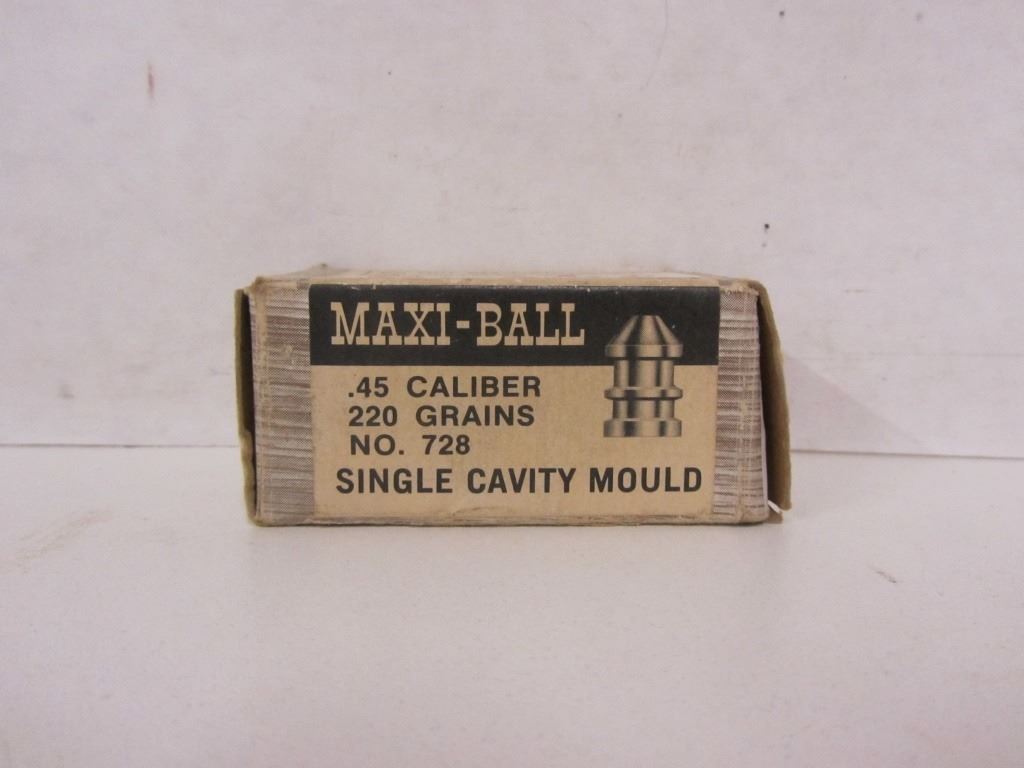 MAXI-BALL
.45 CALIBER
220 GRAINS
NO. 728
SINGLE CAVITY MOULD